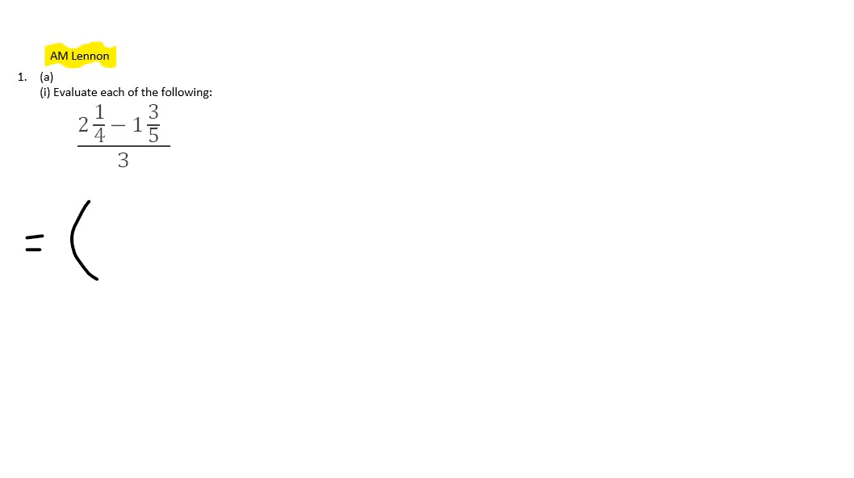 AM Lennon
1. (a)
(i) Evaluate each of the following:
(2 1/4 − 1 3/5) / 3
= (